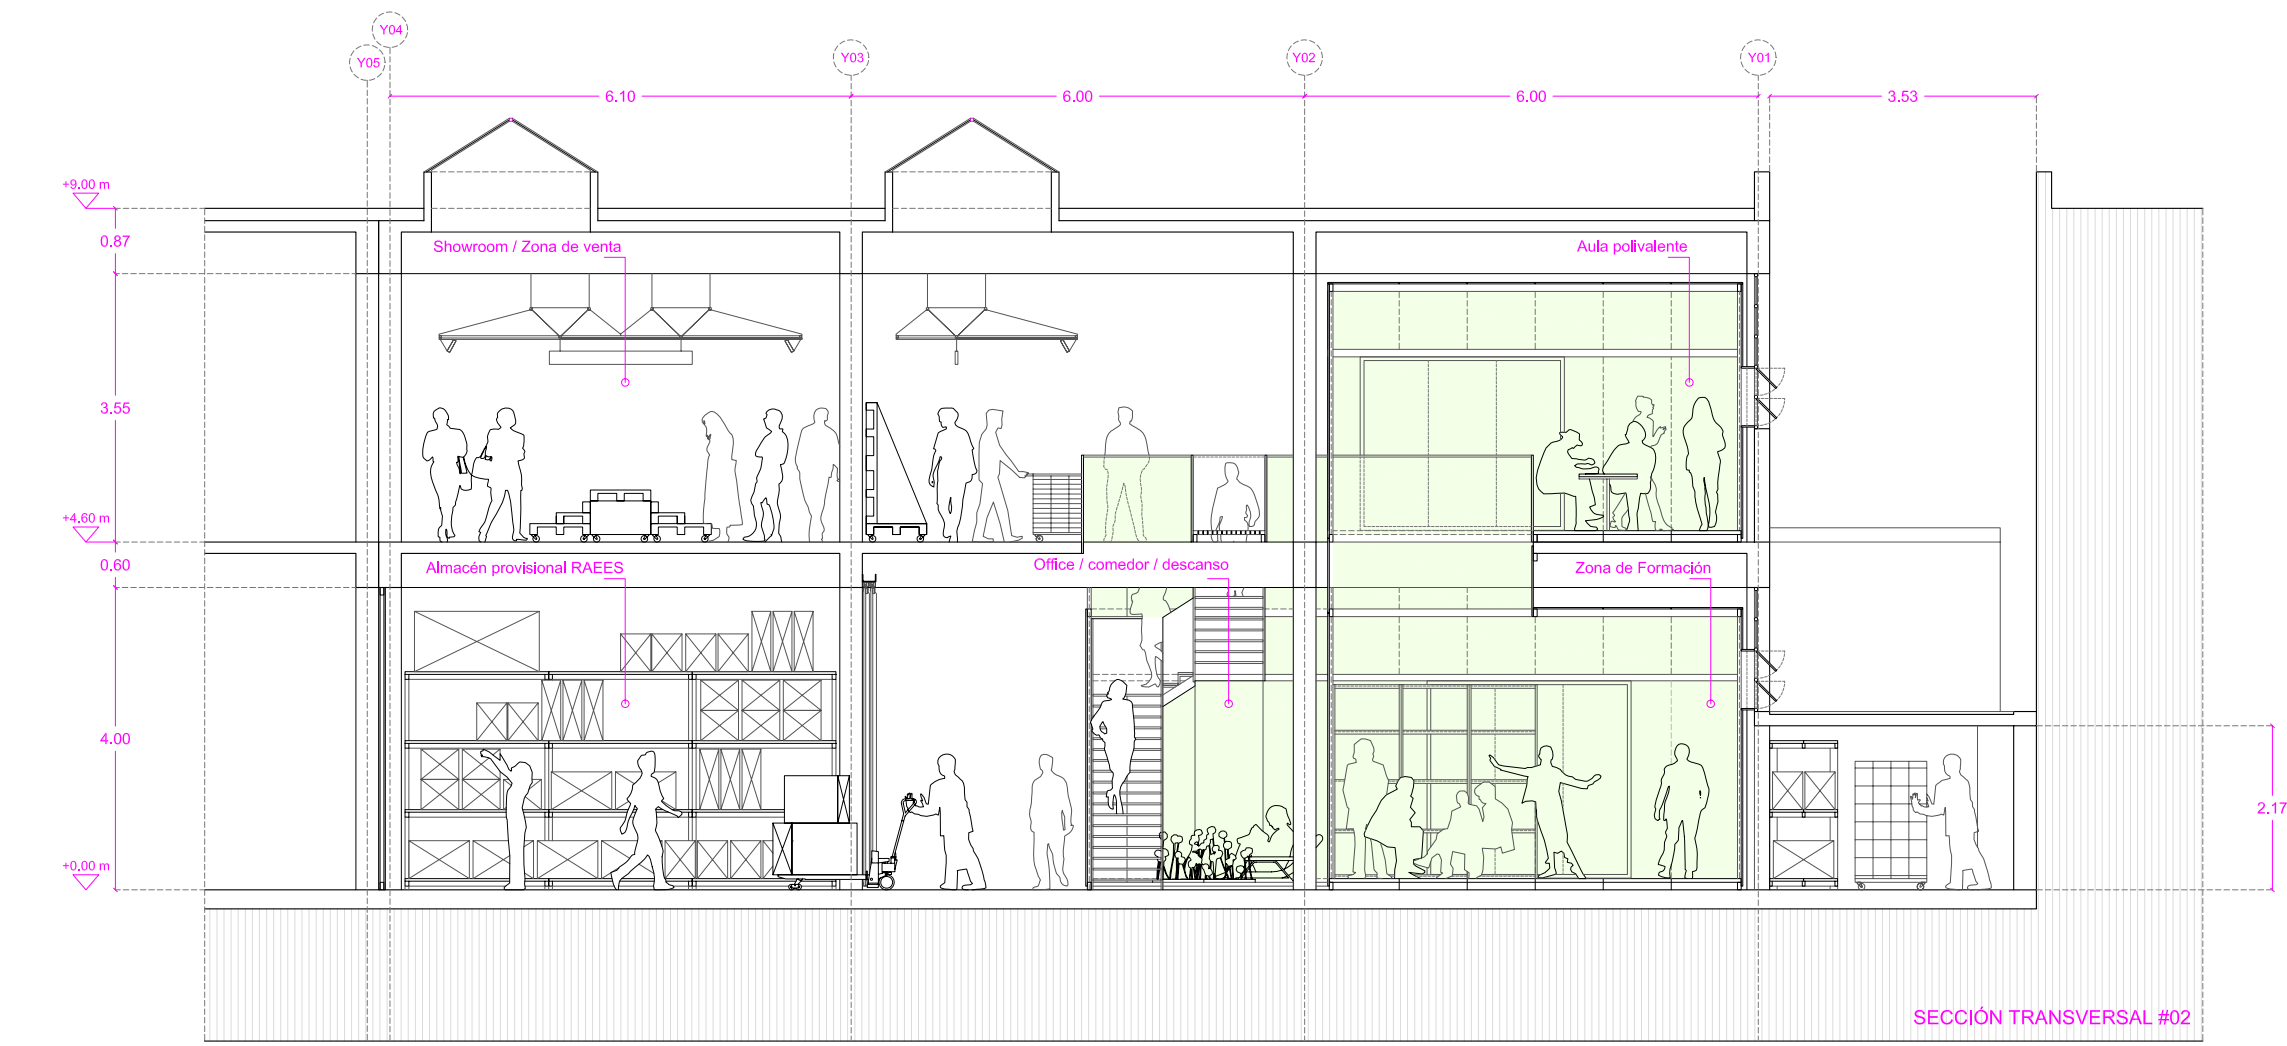 Y04
Y05
Y03
Y02
Y01
6.10
6.00
6.00
3.53
+9.00 m
0.87
Showroom / Zona de venta
Aula polivalente
3.55
+4.60 m
0.60
Almacén provisional RAEES
Office / comedor / descanso
Zona de Formación
4.00
2.17
+0,00 m
SECCIÓN TRANSVERSAL #02